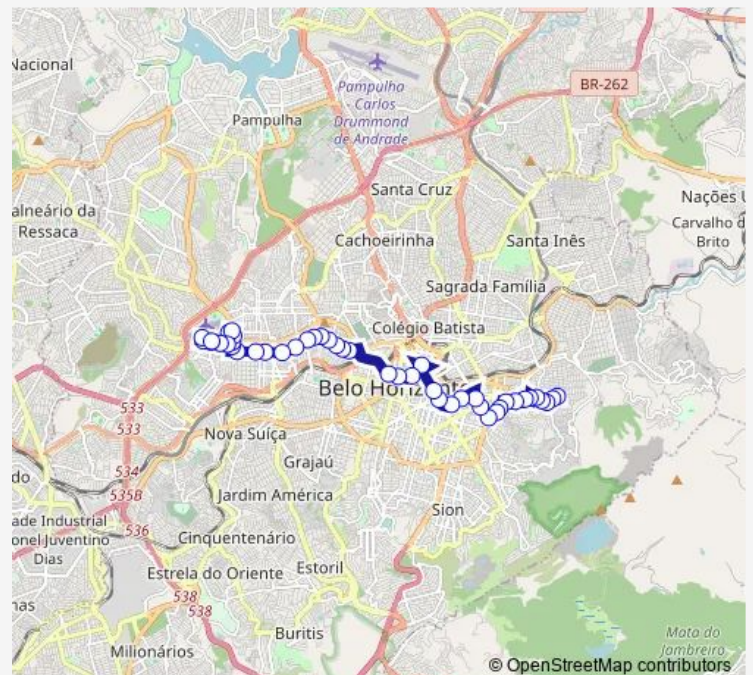 Nacional
BR-262
Pampulha
- Carlos
Drummond
de Andrade
Pampulha
Santa Cruz
alneário da
Ressaca
Nações U
Carvalho d
Brito
Cachoeirinha
Santa Inês
Sagrada Família
Colégio Batista
Belo Horizont
533
533
Nova Suíça
Grajaú
534
535B
Jardim América
do
Sion
ade Industrial
onel Juventino
Dias
536
Cinquentenário
Estrela do Oriente
Estoril
538
538
nas
Buritis
Milionários
Mata do
Jambreiro
© OpenStreetMap contributors